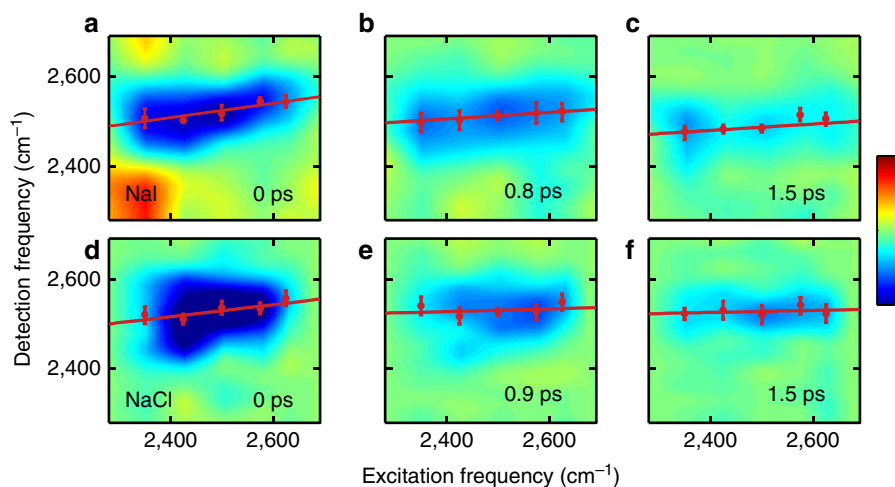 a
b
c
2,600
2,400
NaI
0 ps
0.8 ps
1.5 ps
d
e
f
2,600
2,400
NaCl
0 ps
0.9 ps
1.5 ps
2,400
2,600
2,400
2,600
2,400
2,600
Detection frequency (cm⁻¹)
Excitation frequency (cm⁻¹)